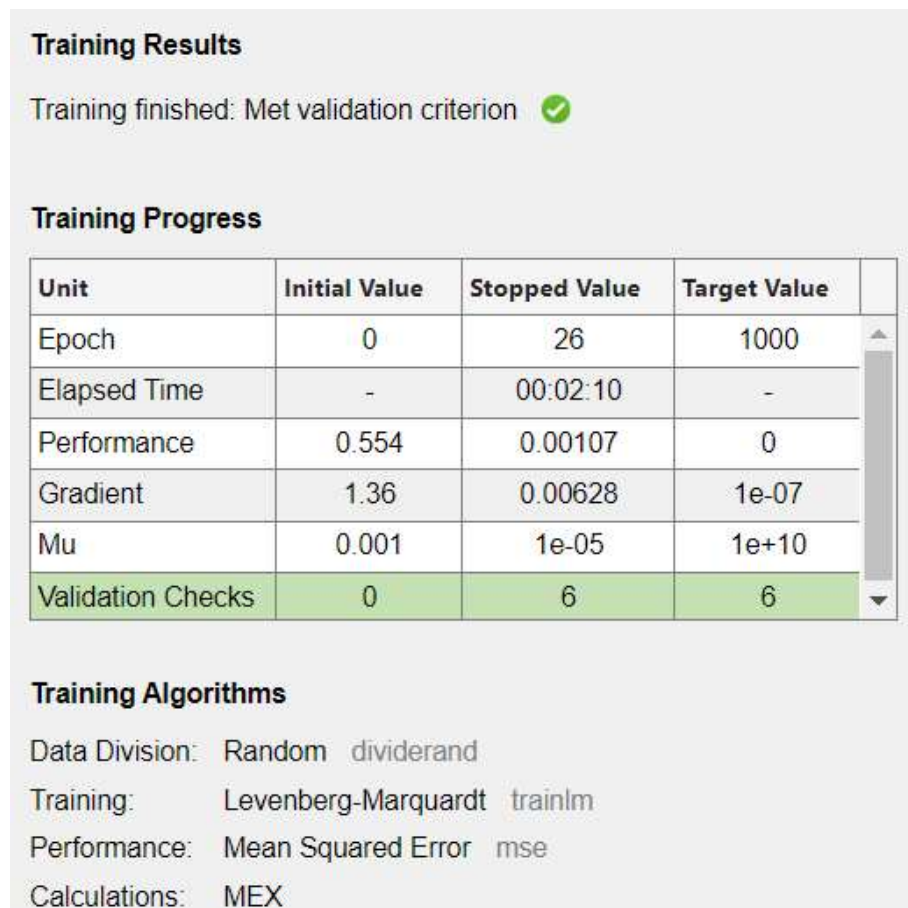 Training Results
Training finished: Met validation criterion
Training Progress
Unit Initial Value Stopped Value Target Value
Epoch 0 26 1000
Elapsed Time - 00:02:10 -
Performance 0.554 0.00107 0
Gradient 1.36 0.00628 1e-07
Mu 0.001 1e-05 1e+10
Validation Checks 0 6 6
Training Algorithms
Data Division: Random dividerand
Training: Levenberg-Marquardt trainlm
Performance: Mean Squared Error mse
Calculations: MEX